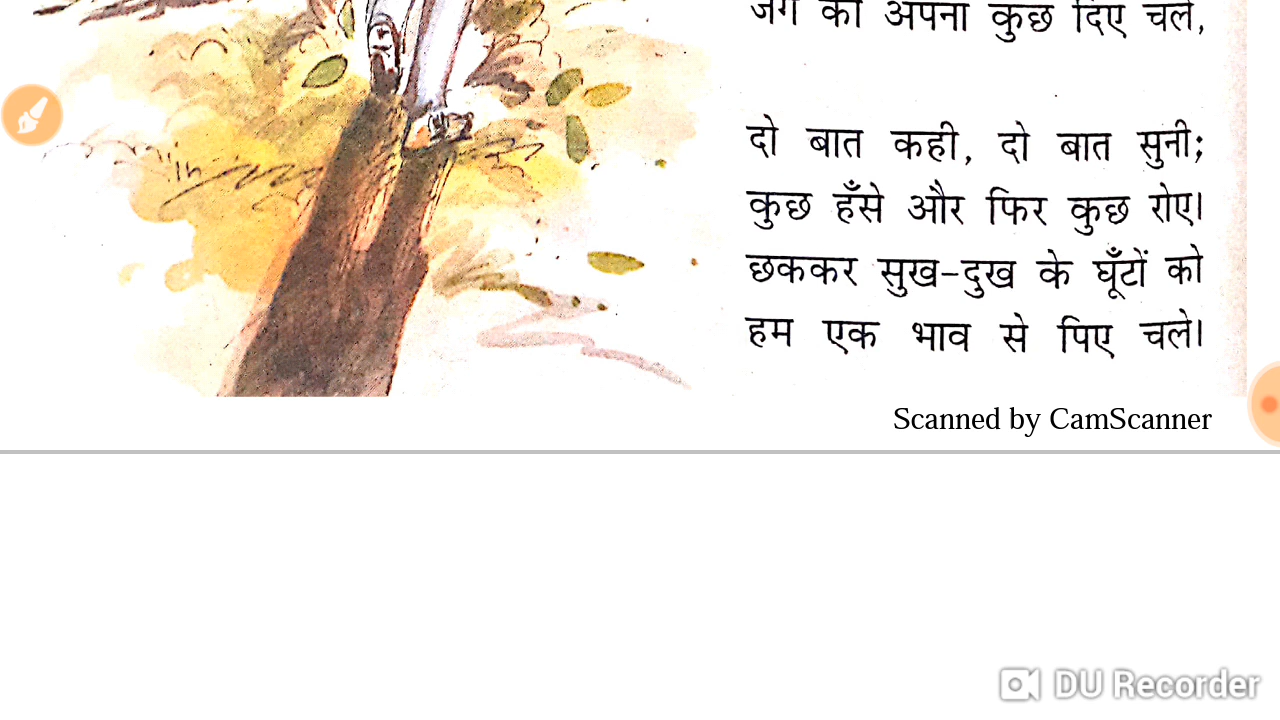 जग को अपना कुछ दिए चले,
दो बात कही, दो बात सुनी;
कुछ हँसे और फिर कुछ रोए।
छककर सुख-दुख के घूँटों को
हम एक भाव से पिए चले।
Scanned by CamScanner
DU Recorder